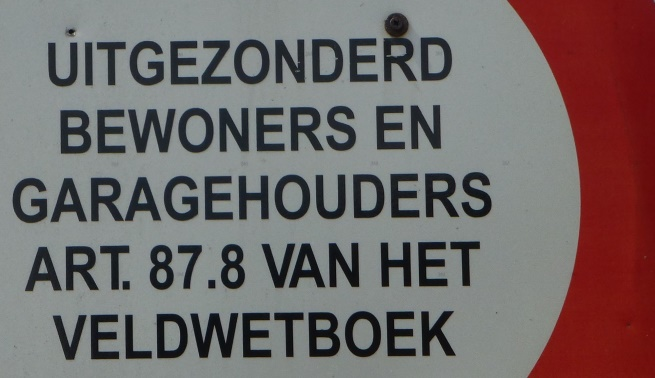 UITGEZONDERD
BEWONERS EN
GARAGEHOUDERS
ART. 87.8 VAN HET
VELDWETBOEK